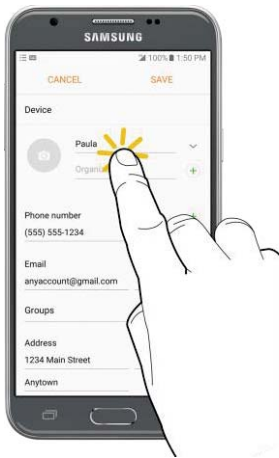 SAMSUNG
100% 1:50 PM
CANCEL SAVE
Device
Paula
Organi
Phone number
(555) 555-1234
Email
anyaccount@gmail.com
Groups
Address
1234 Main Street
Anytown